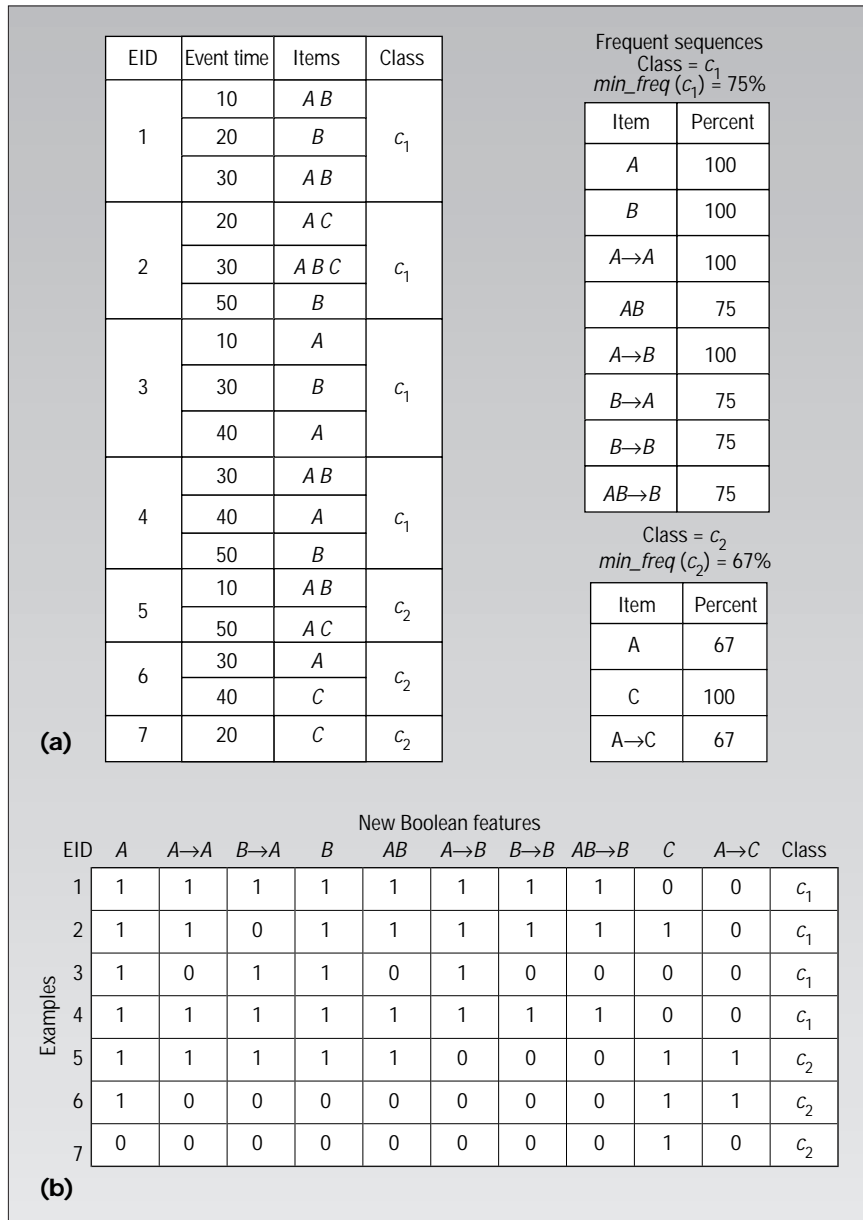 EID Event time Items Class
1 10 A B c1
20 B
30 A B
2 20 A C c1
30 A B C
50 B
3 10 A c1
30 B
40 A
4 30 A B c1
40 A
50 B
5 10 A B c2
50 A C
6 30 A c2
40 C
7 20 C c2
(a)
Frequent sequences
Class = c1
min_freq (c1) = 75%
Item Percent
A 100
B 100
A→A 100
AB 75
A→B 100
B→A 75
B→B 75
AB→B 75
Class = c2
min_freq (c2) = 67%
Item Percent
A 67
C 100
A→C 67
New Boolean features
EID A A→A B→A B AB A→B B→B AB→B C A→C Class
Examples
1 1 1 1 1 1 1 1 1 0 0 c1
2 1 1 0 1 1 1 1 1 1 0 c1
3 1 0 1 1 0 1 0 0 0 0 c1
4 1 1 1 1 1 1 1 1 0 0 c1
5 1 1 1 1 1 0 0 0 1 1 c2
6 1 0 0 0 0 0 0 0 1 1 c2
7 0 0 0 0 0 0 0 0 1 0 c2
(b)